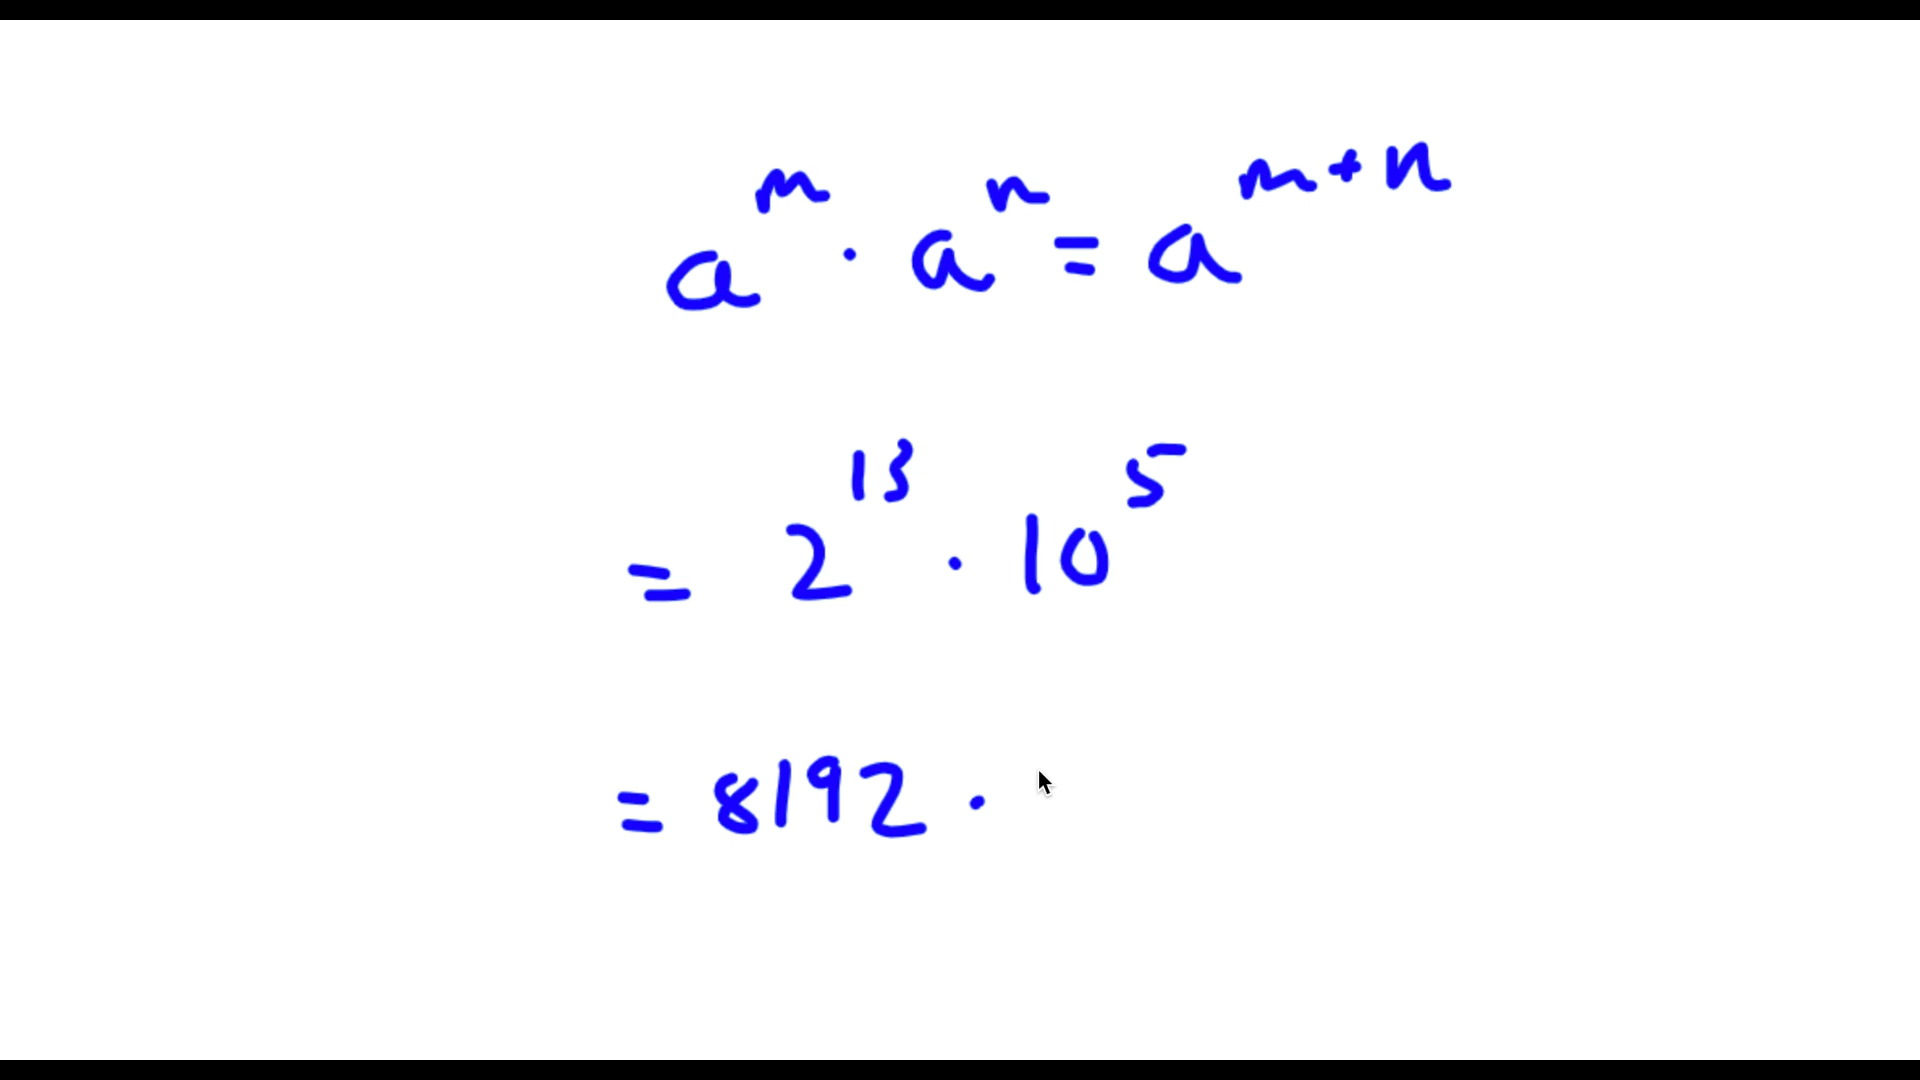 a^m · a^n = a^{m+n}
= 2^{13} · 10^5
= 8192 ·